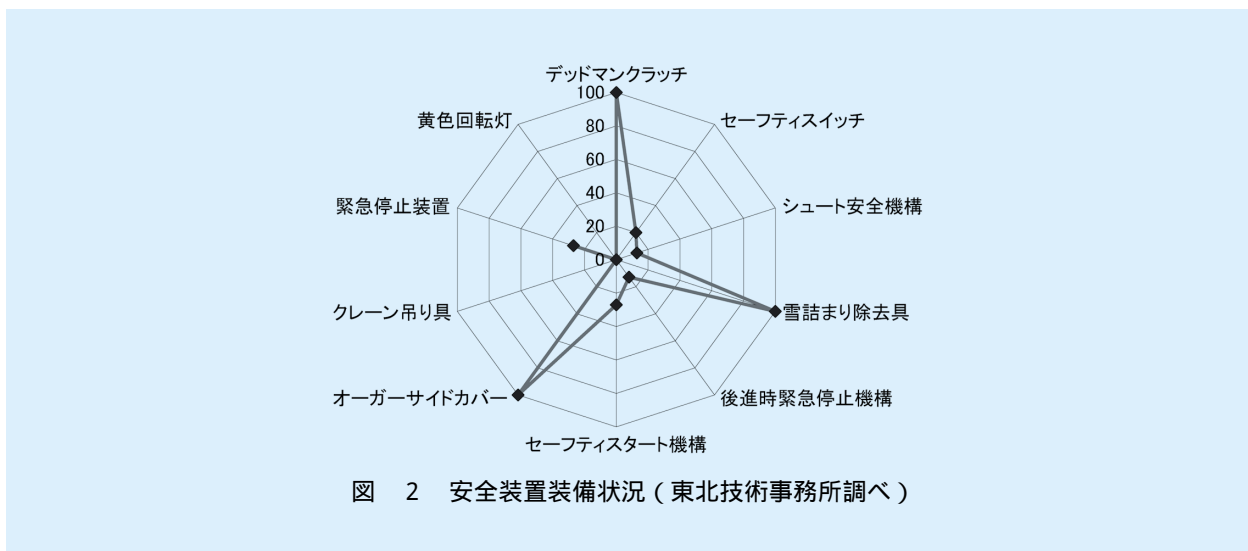 デッドマンクラッチ
100
黄色回転灯
セーフティスイッチ
80
60
緊急停止装置
40
シュート安全機構
20
0
クレーン吊り具
雪詰まり除去具
オーガーサイドカバー
後進時緊急停止機構
セーフティスタート機構
図 2 安全装置装備状況(東北技術事務所調べ)